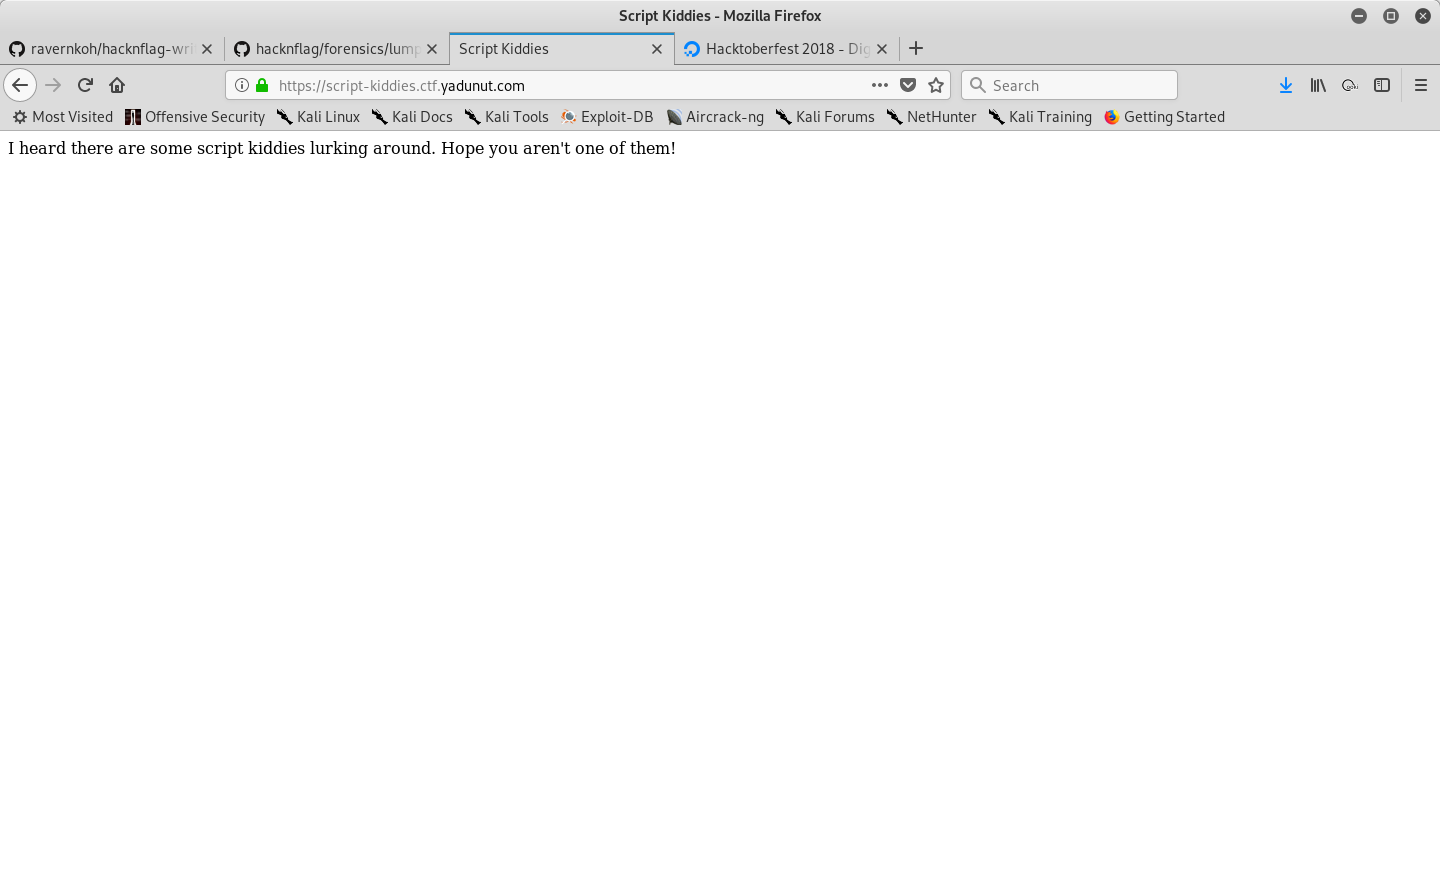 Script Kiddies - Mozilla Firefox
ravernkoh/hacknflag-wri hacknflag/forensics/lump Script Kiddies Hacktoberfest 2018 - Dig
https://script-kiddies.ctf.yadunut.com Search
Most Visited Offensive Security Kali Linux Kali Docs Kali Tools Exploit-DB Aircrack-ng Kali Forums NetHunter Kali Training Getting Started
I heard there are some script kiddies lurking around. Hope you aren't one of them!